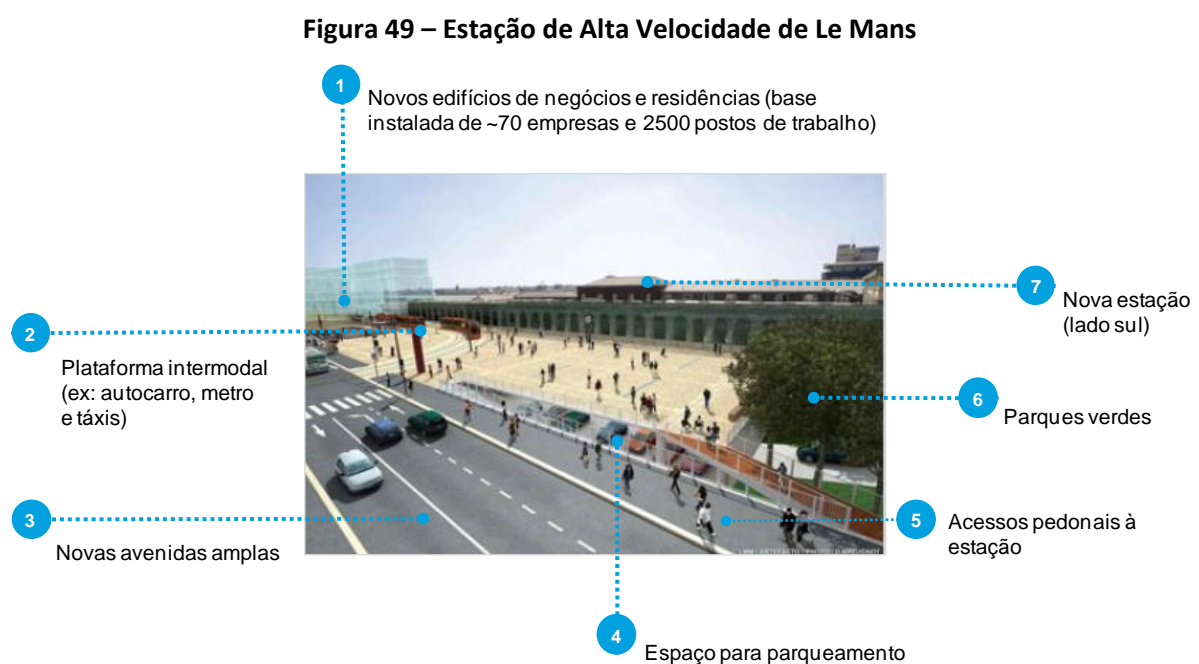 Figura 49 – Estação de Alta Velocidade de Le Mans
1
Novos edifícios de negócios e residências (base
instalada de ~70 empresas e 2500 postos de trabalho)
2
Plataforma intermodal
(ex: autocarro, metro
e táxis)
3
Novas avenidas amplas
4
Espaço para parqueamento
5
Acessos pedonais à
estação
6
Parques verdes
7
Nova estação
(lado sul)